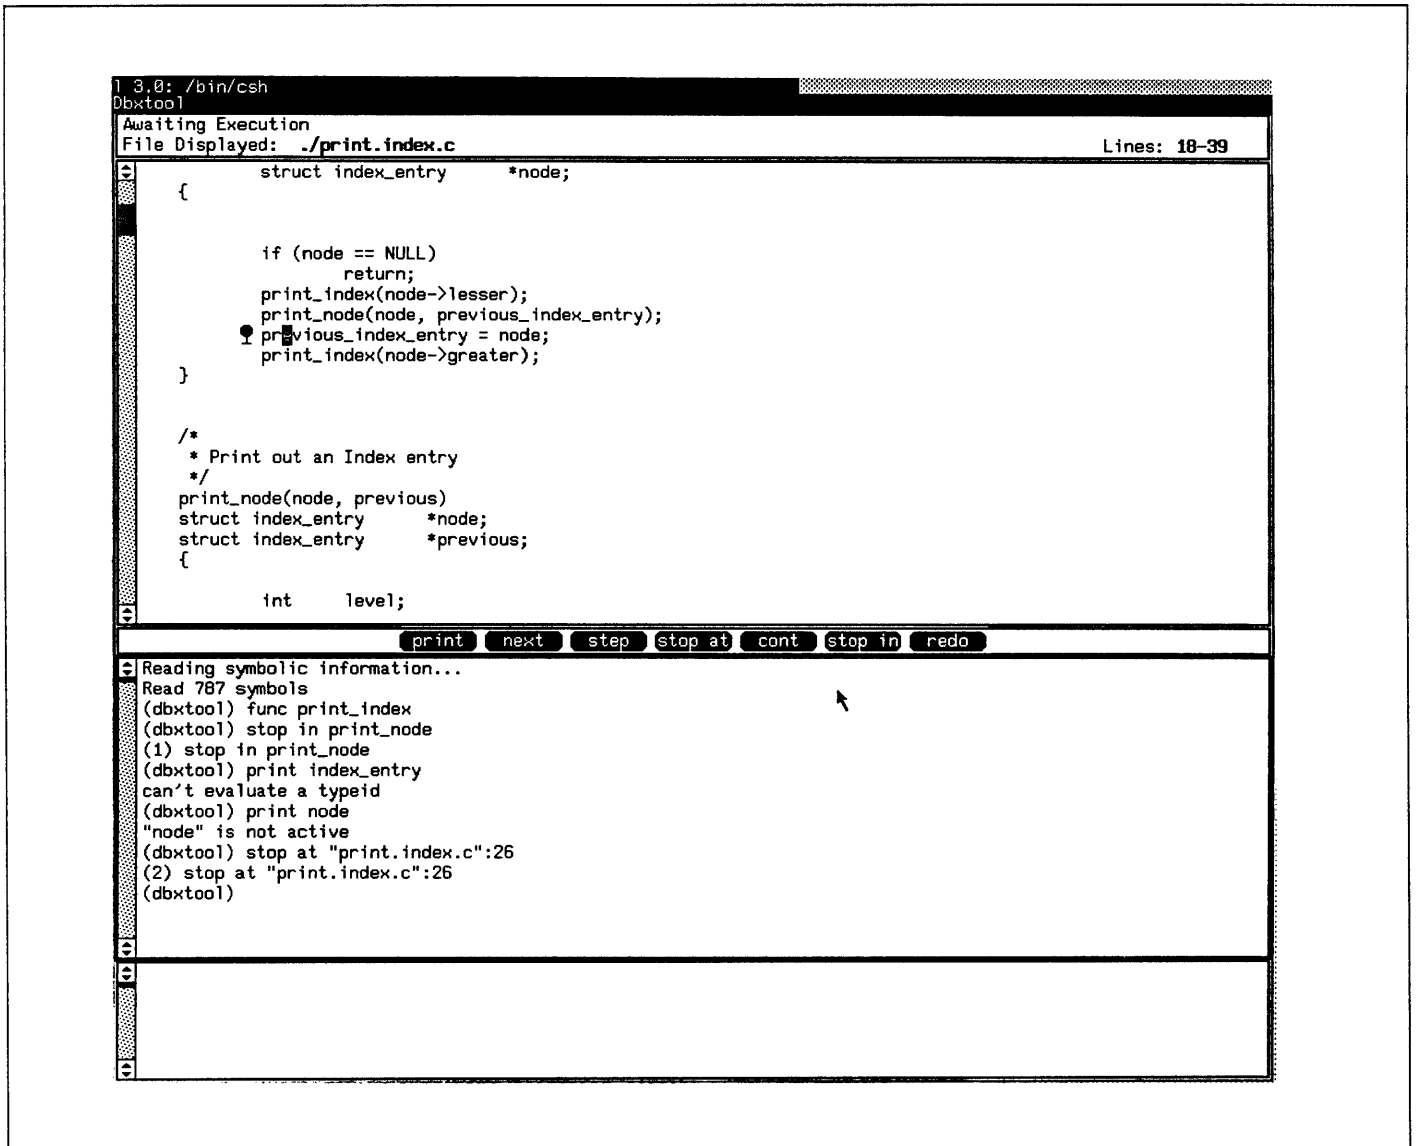 l 3.0: /bin/csh
Dbxtool
Awaiting Execution
File Displayed: ./print.index.c Lines: 18-39
struct index_entry *node;
{
if (node == NULL)
return;
print_index(node->lesser);
print_node(node, previous_index_entry);
previous_index_entry = node;
print_index(node->greater);
}
/*
* Print out an Index entry
*/
print_node(node, previous)
struct index_entry *node;
struct index_entry *previous;
{
int level;
print next step stop at cont stop in redo
Reading symbolic information...
Read 787 symbols
(dbxtool) func print_index
(dbxtool) stop in print_node
(1) stop in print_node
(dbxtool) print index_entry
can't evaluate a typeid
(dbxtool) print node
"node" is not active
(dbxtool) stop at "print.index.c":26
(2) stop at "print.index.c":26
(dbxtool)